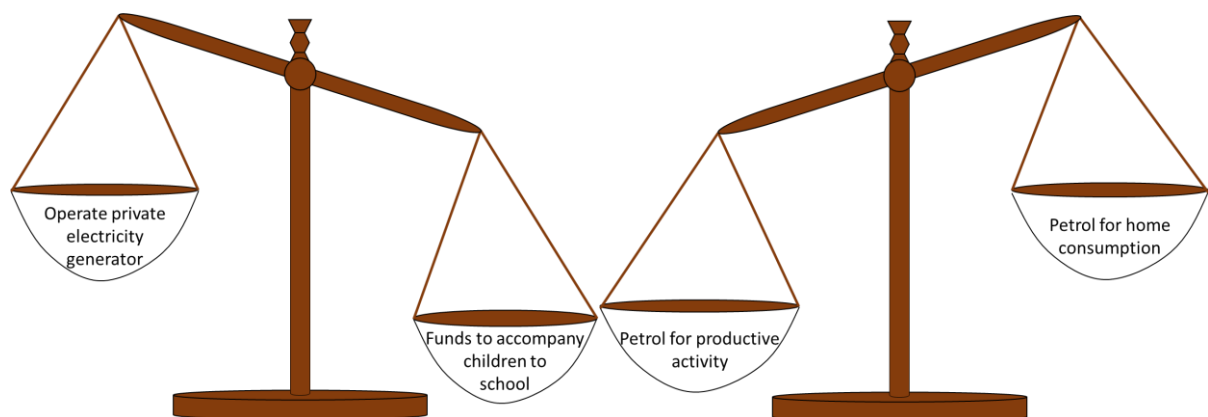 Operate private
electricity
generator
Funds to accompany
children to
school
Petrol for productive
activity
Petrol for home
consumption